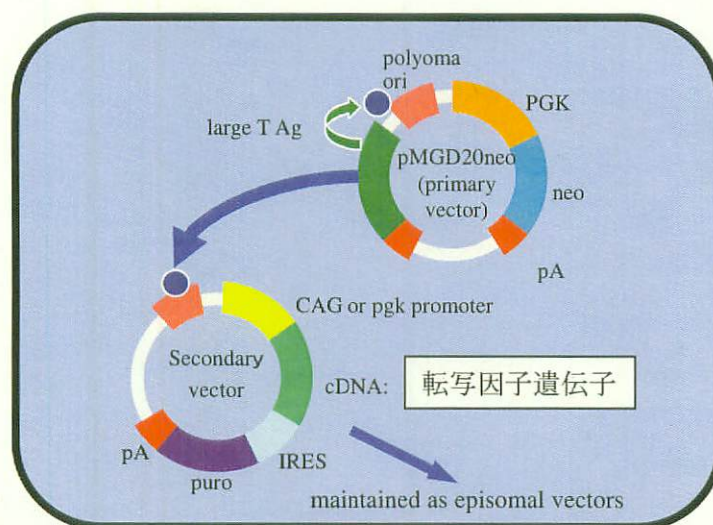 polyoma
ori
PGK
large T Ag
pMGD20neo
(primary
vector)
neo
pA
CAG or pgk promoter
Secondary
vector
cDNA:
転写因子遺伝子
pA
IRES
puro
maintained as episomal vectors